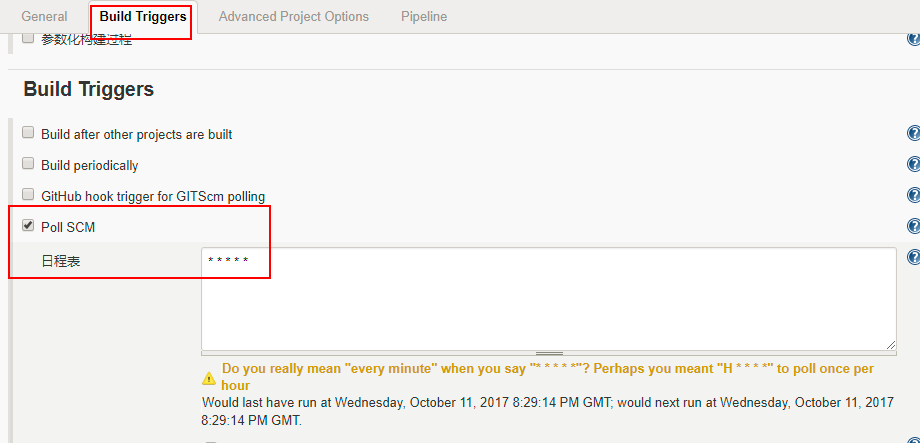 General Build Triggers Advanced Project Options Pipeline
参数化构建过程
Build Triggers
Build after other projects are built
Build periodically
GitHub hook trigger for GITScm polling
Poll SCM
日程表 * * * * *
Do you really mean "every minute" when you say "* * * * *"? Perhaps you meant "H * * * *" to poll once per
hour
Would last have run at Wednesday, October 11, 2017 8:29:14 PM GMT; would next run at Wednesday, October 11, 2017
8:29:14 PM GMT.